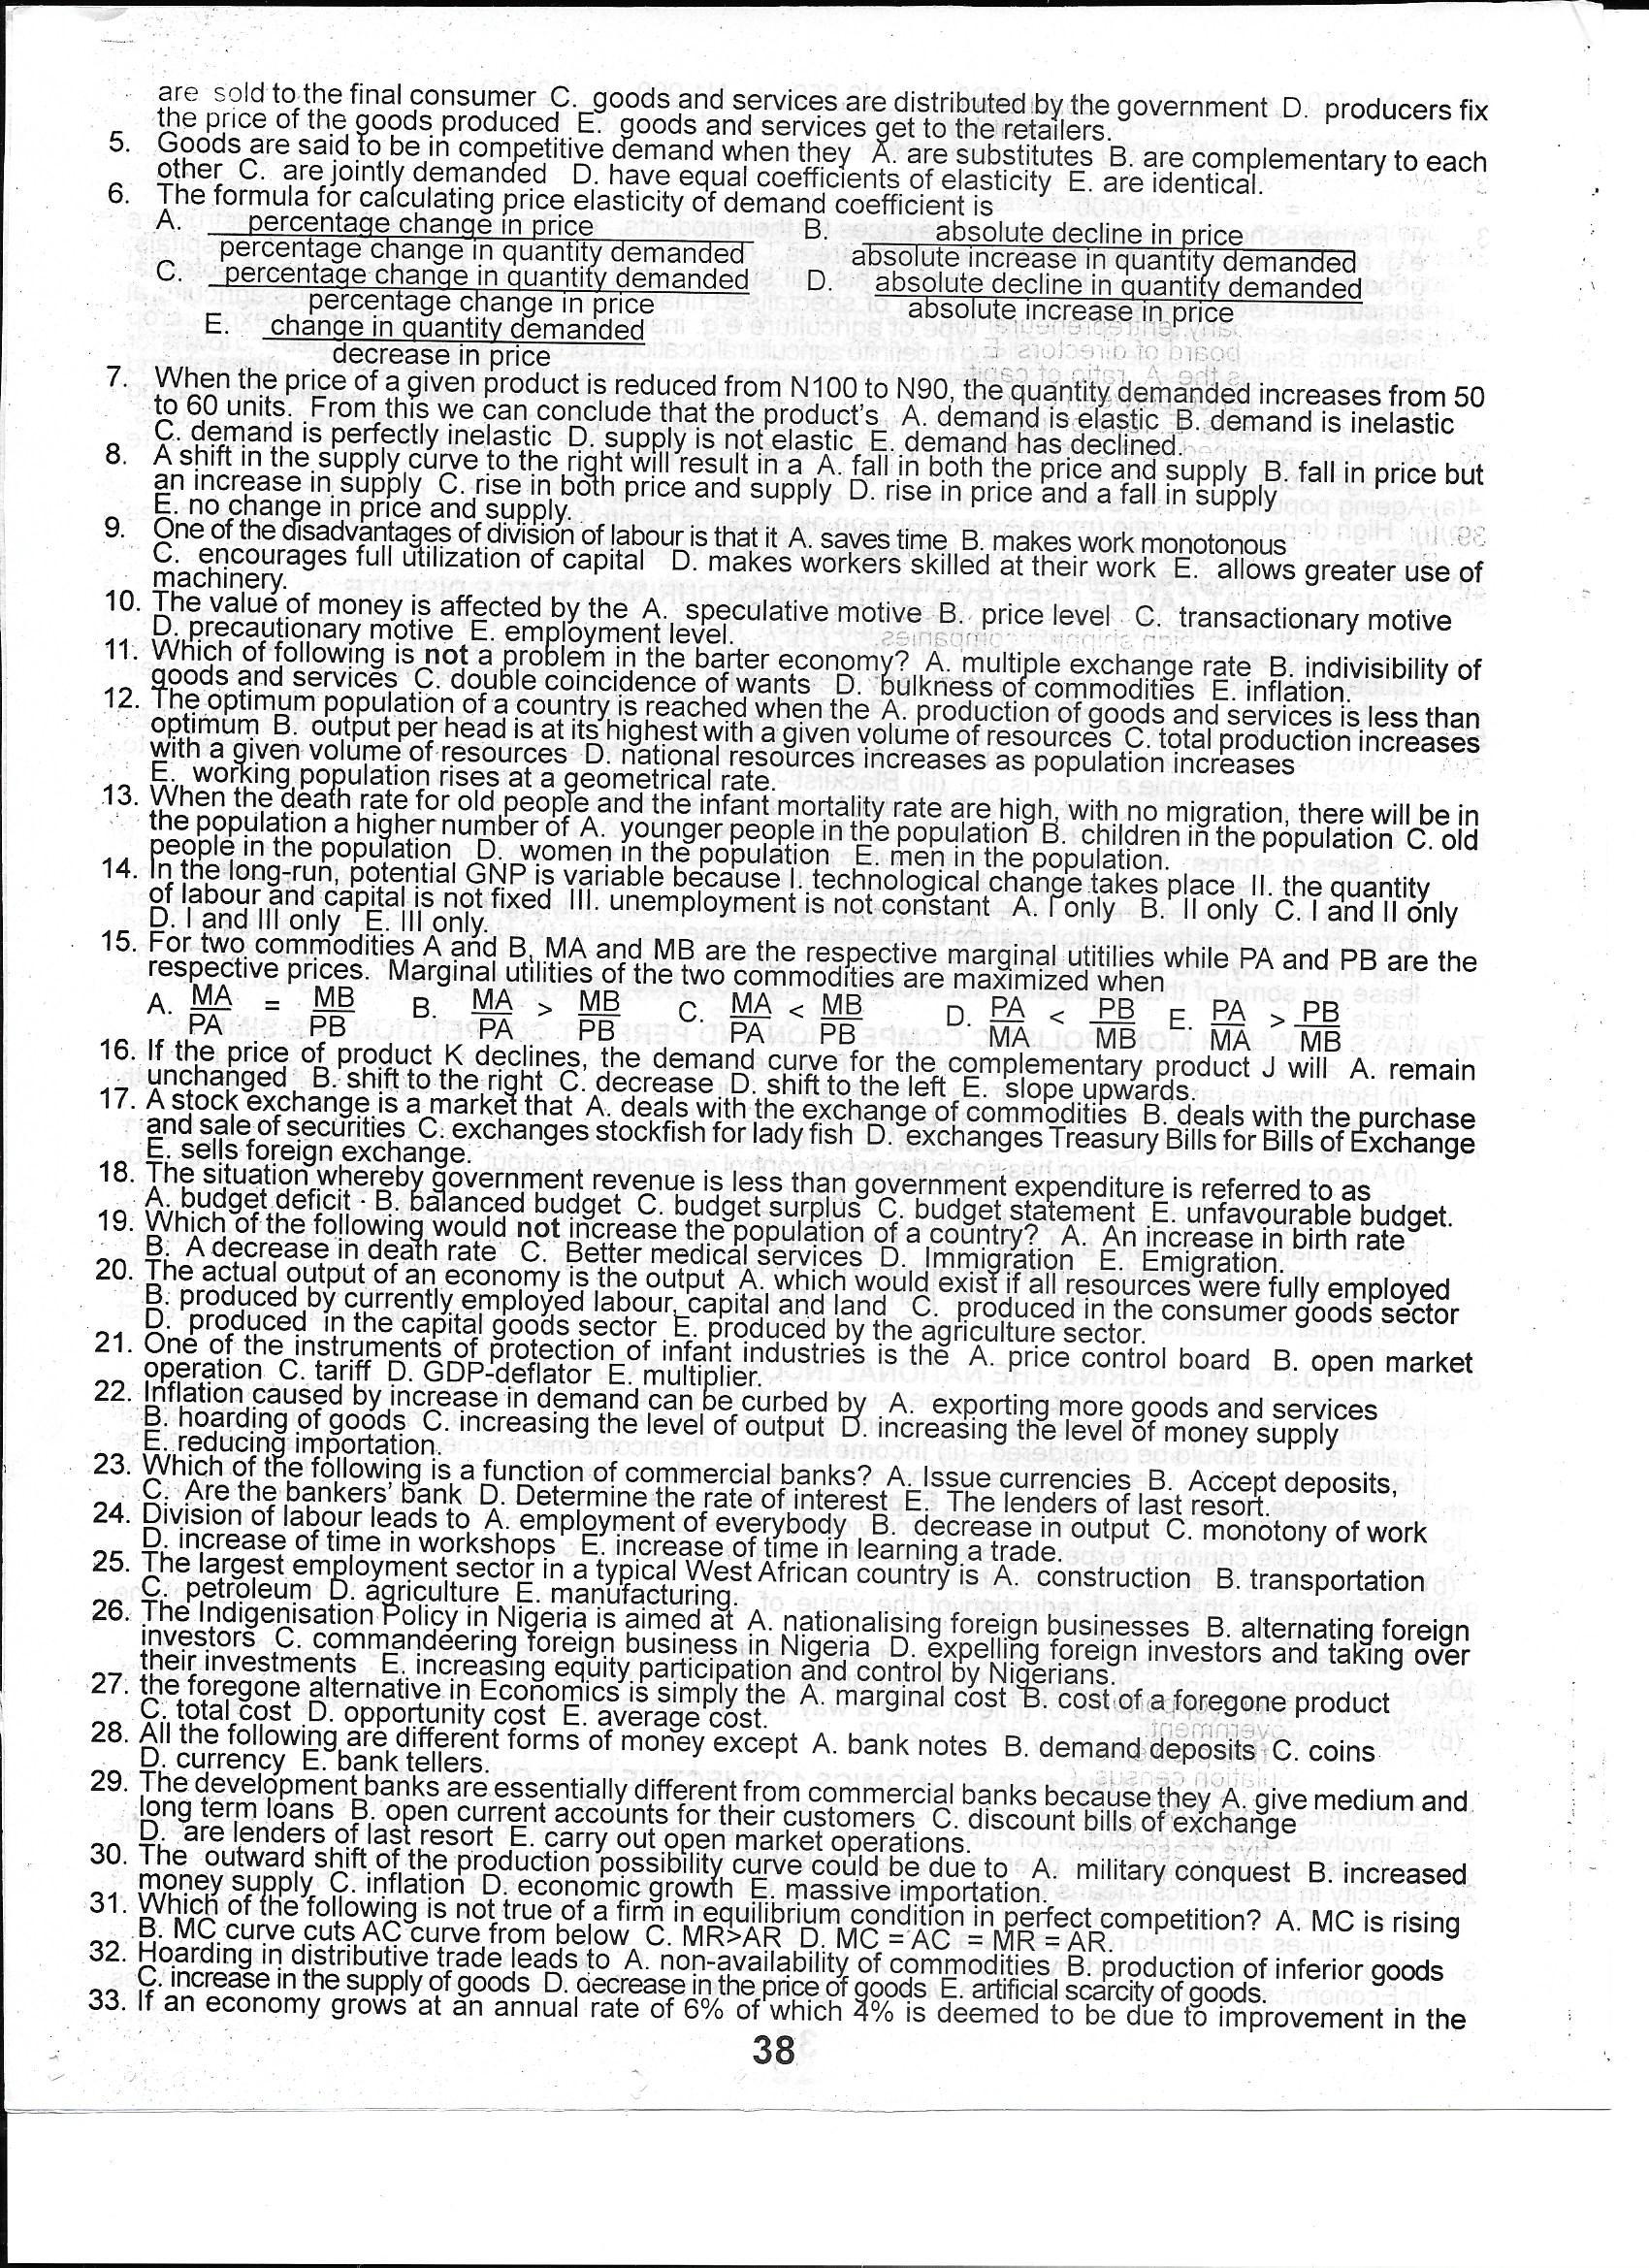 are sold to the final consumer C. goods and services are distributed by the government D. producers fix
the price of the goods produced E. goods and services get to the retailers.
5. Goods are said to be in competitive demand when they A. are substitutes B. are complementary to each
other C. are jointly demanded D. have equal coefficients of elasticity E. are identical.
6. The formula for calculating price elasticity of demand coefficient is
A. percentage change in price B. absolute decline in price
percentage change in quantity demanded absolute increase in quantity demanded
C. percentage change in quantity demanded D. absolute decline in quantity demanded
percentage change in price absolute increase in price
E. change in quantity demanded
decrease in price
7. When the price of a given product is reduced from N100 to N90, the quantity demanded increases from 50
to 60 units. From this we can conclude that the product's A. demand is elastic B. demand is inelastic
C. demand is perfectly inelastic D. supply is not elastic E. demand has declined.
8. A shift in the supply curve to the right will result in a A. fall in both the price and supply B. fall in price but
an increase in supply C. rise in both price and supply D. rise in price and a fall in supply
E. no change in price and supply.
9. One of the disadvantages of division of labour is that it A. saves time B. makes work monotonous
C. encourages full utilization of capital D. makes workers skilled at their work E. allows greater use of
machinery.
10. The value of money is affected by the A. speculative motive B. price level C. transactionary motive
D. precautionary motive E. employment level.
11. Which of following is not a problem in the barter economy? A. multiple exchange rate B. indivisibility of
goods and services C. double coincidence of wants D. bulkness of commodities E. inflation.
12. The optimum population of a country is reached when the A. production of goods and services is less than
optimum B. output per head is at its highest with a given volume of resources C. total production increases
with a given volume of resources D. national resources increases as population increases
E. working population rises at a geometrical rate.
13. When the death rate for old people and the infant mortality rate are high, with no migration, there will be in
the population a higher number of A. younger people in the population B. children in the population C. old
people in the population D. women in the population E. men in the population.
14. In the long-run, potential GNP is variable because I. technological change takes place II. the quantity
of labour and capital is not fixed III. unemployment is not constant A. I only B. II only C. I and II only
D. I and III only E. III only.
15. For two commodities A and B, MA and MB are the respective marginal utitilies while PA and PB are the
respective prices. Marginal utilities of the two commodities are maximized when
A. MA = MB B. MA > MB C. MA < MB D. PA < PB E. PA > PB
PA PB PA PB PA PB MA MB MA MB
16. If the price of product K declines, the demand curve for the complementary product J will A. remain
unchanged B. shift to the right C. decrease D. shift to the left E. slope upwards.
17. A stock exchange is a market that A. deals with the exchange of commodities B. deals with the purchase
and sale of securities C. exchanges stockfish for lady fish D. exchanges Treasury Bills for Bills of Exchange
E. sells foreign exchange.
18. The situation whereby government revenue is less than government expenditure is referred to as
A. budget deficit B. balanced budget C. budget surplus C. budget statement E. unfavourable budget.
19. Which of the following would not increase the population of a country? A. An increase in birth rate
B. A decrease in death rate C. Better medical services D. Immigration E. Emigration.
20. The actual output of an economy is the output A. which would exist if all resources were fully employed
B. produced by currently employed labour, capital and land C. produced in the consumer goods sector
D. produced in the capital goods sector E. produced by the agriculture sector.
21. One of the instruments of protection of infant industries is the A. price control board B. open market
operation C. tariff D. GDP-deflator E. multiplier.
22. Inflation caused by increase in demand can be curbed by A. exporting more goods and services
B. hoarding of goods C. increasing the level of output D. increasing the level of money supply
E. reducing importation.
23. Which of the following is a function of commercial banks? A. Issue currencies B. Accept deposits,
C. Are the bankers' bank D. Determine the rate of interest E. The lenders of last resort.
24. Division of labour leads to A. employment of everybody B. decrease in output C. monotony of work
D. increase of time in workshops E. increase of time in learning a trade.
25. The largest employment sector in a typical West African country is A. construction B. transportation
C. petroleum D. agriculture E. manufacturing.
26. The Indigenisation Policy in Nigeria is aimed at A. nationalising foreign businesses B. alternating foreign
investors C. commandeering foreign business in Nigeria D. expelling foreign investors and taking over
their investments E. increasing equity participation and control by Nigerians.
27. the foregone alternative in Economics is simply the A. marginal cost B. cost of a foregone product
C. total cost D. opportunity cost E. average cost.
28. All the following are different forms of money except A. bank notes B. demand deposits C. coins
D. currency E. bank tellers.
29. The development banks are essentially different from commercial banks because they A. give medium and
long term loans B. open current accounts for their customers C. discount bills of exchange
D. are lenders of last resort E. carry out open market operations.
30. The outward shift of the production possibility curve could be due to A. military conquest B. increased
money supply C. inflation D. economic growth E. massive importation.
31. Which of the following is not true of a firm in equilibrium condition in perfect competition? A. MC is rising
B. MC curve cuts AC curve from below C. MR>AR D. MC = AC = MR = AR.
32. Hoarding in distributive trade leads to A. non-availability of commodities B. production of inferior goods
C. increase in the supply of goods D. decrease in the price of goods E. artificial scarcity of goods.
33. If an economy grows at an annual rate of 6% of which 4% is deemed to be due to improvement in the
38